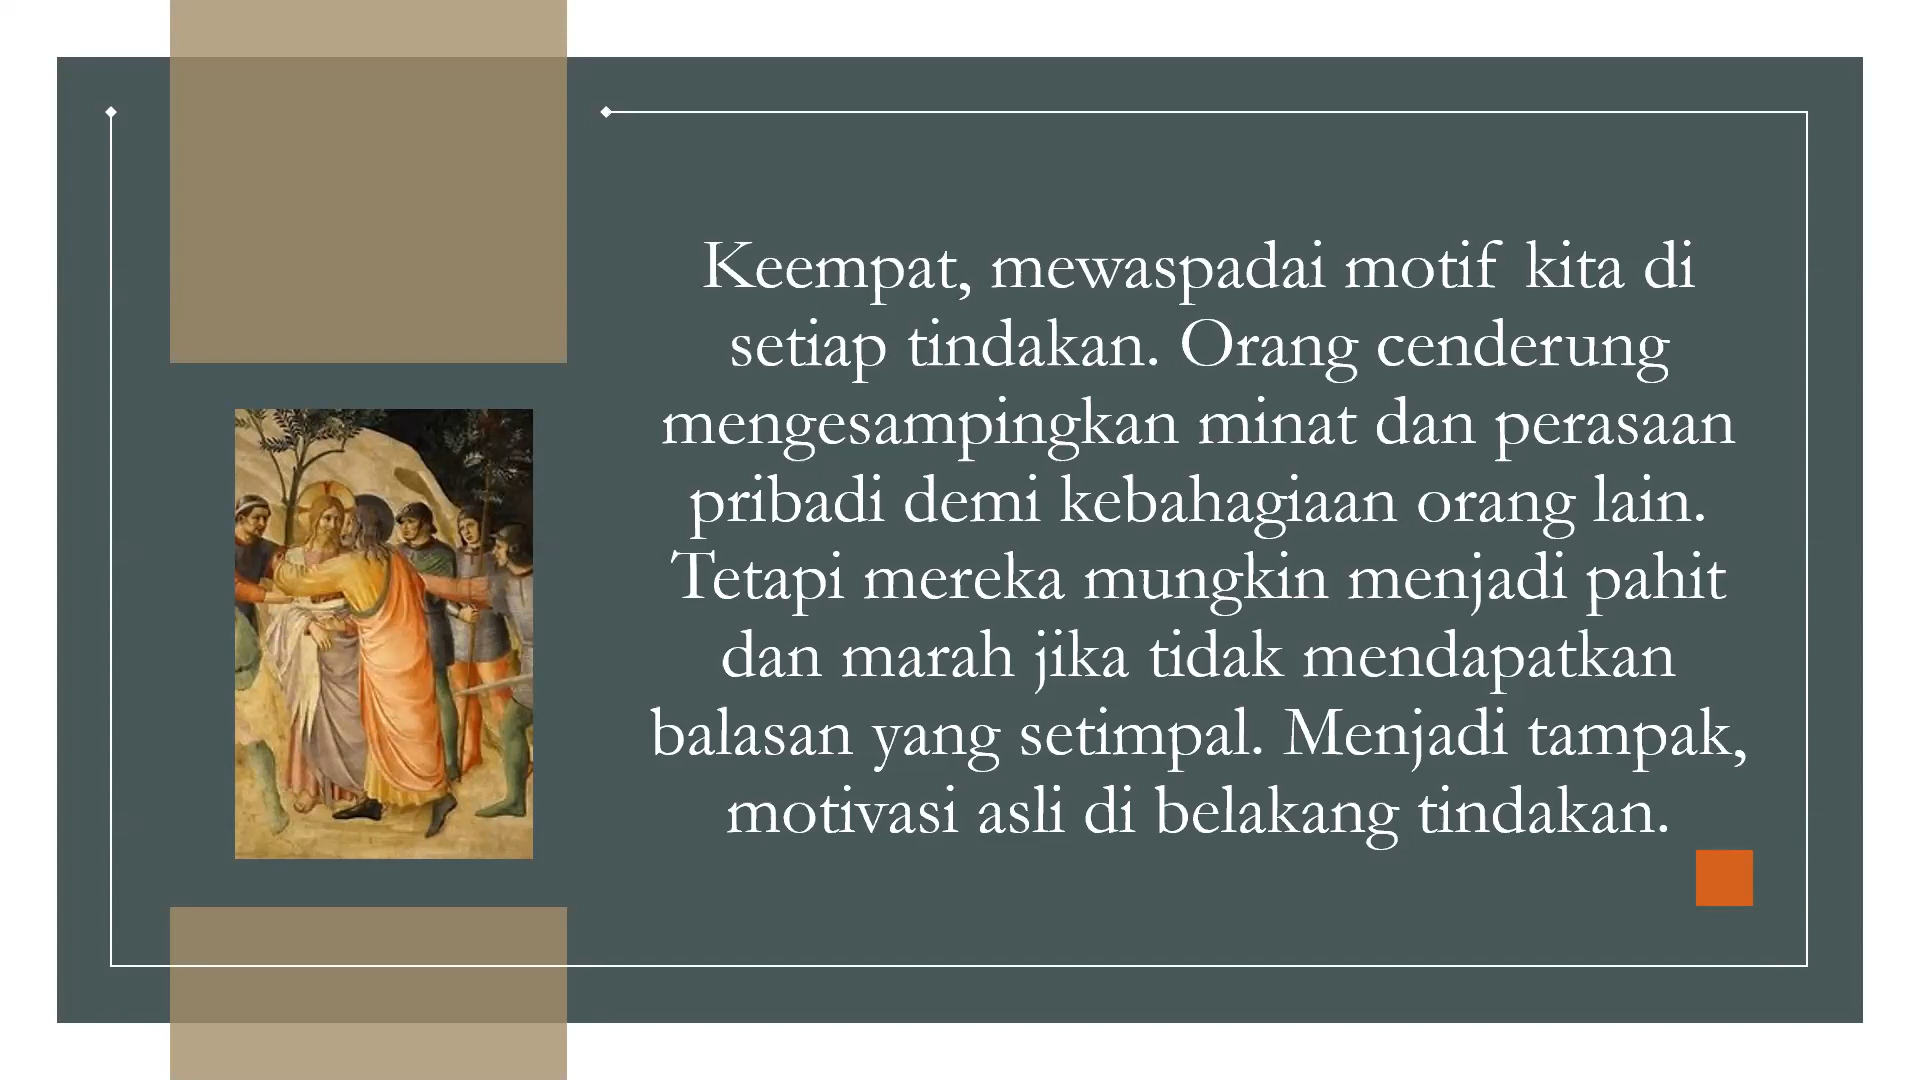 Keempat, mewaspadai motif kita di
setiap tindakan. Orang cenderung
mengesampingkan minat dan perasaan
pribadi demi kebahagiaan orang lain.
Tetapi mereka mungkin menjadi pahit
dan marah jika tidak mendapatkan
balasan yang setimpal. Menjadi tampak,
motivasi asli di belakang tindakan.